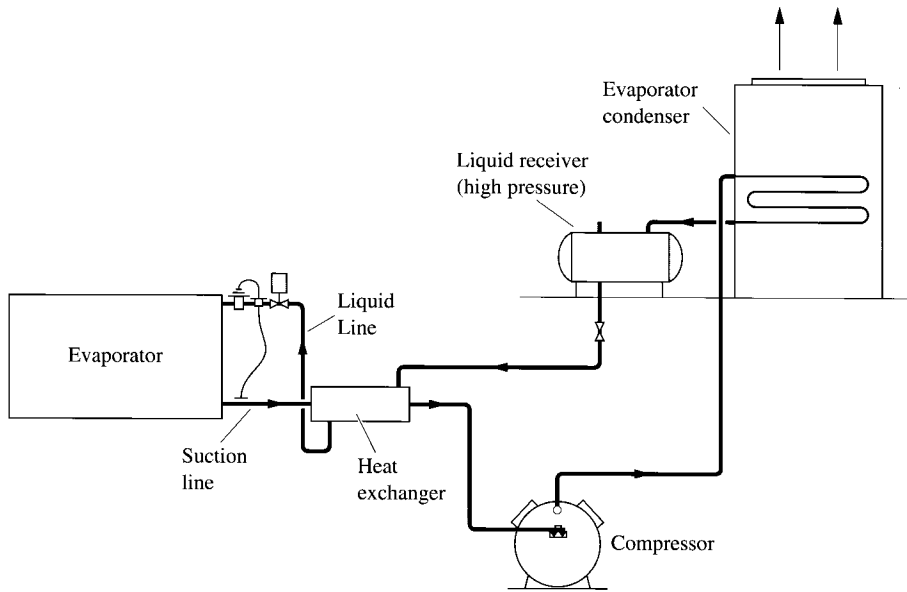 Evaporator
condenser
Liquid receiver
(high pressure)
Liquid
Line
Evaporator
Suction
line
Heat
exchanger
Compressor